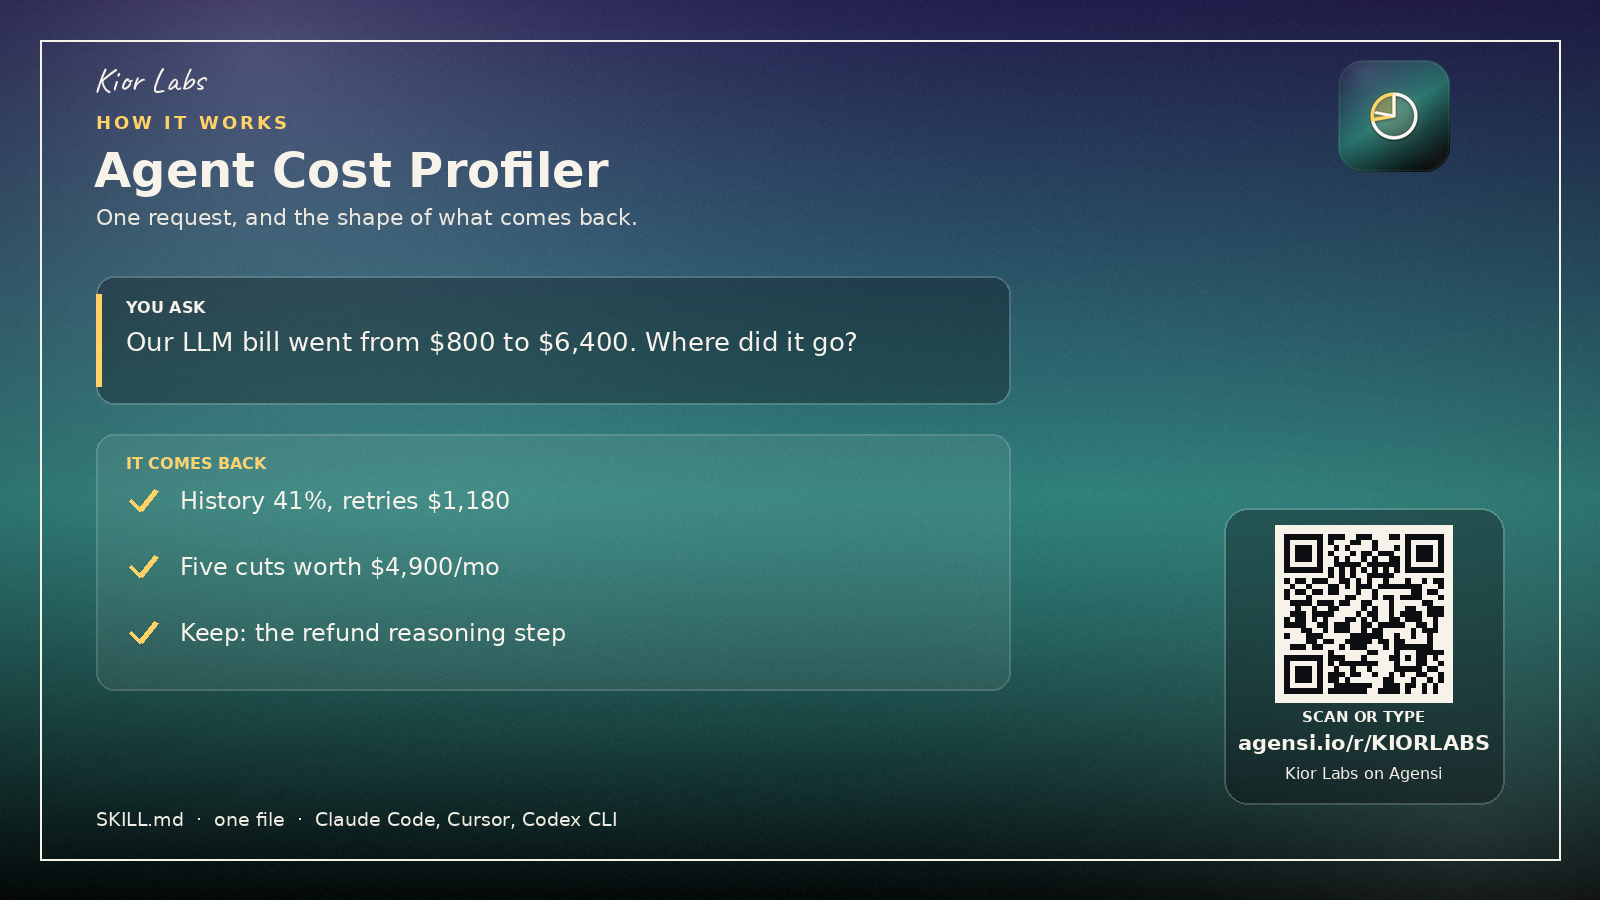 Kior Labs
HOW IT WORKS
Agent Cost Profiler
One request, and the shape of what comes back.
YOU ASK
Our LLM bill went from $800 to $6,400. Where did it go?
IT COMES BACK
History 41%, retries $1,180
Five cuts worth $4,900/mo
Keep: the refund reasoning step
SCAN OR TYPE
agensi.io/r/KIORLABS
Kior Labs on Agensi
SKILL.md · one file · Claude Code, Cursor, Codex CLI